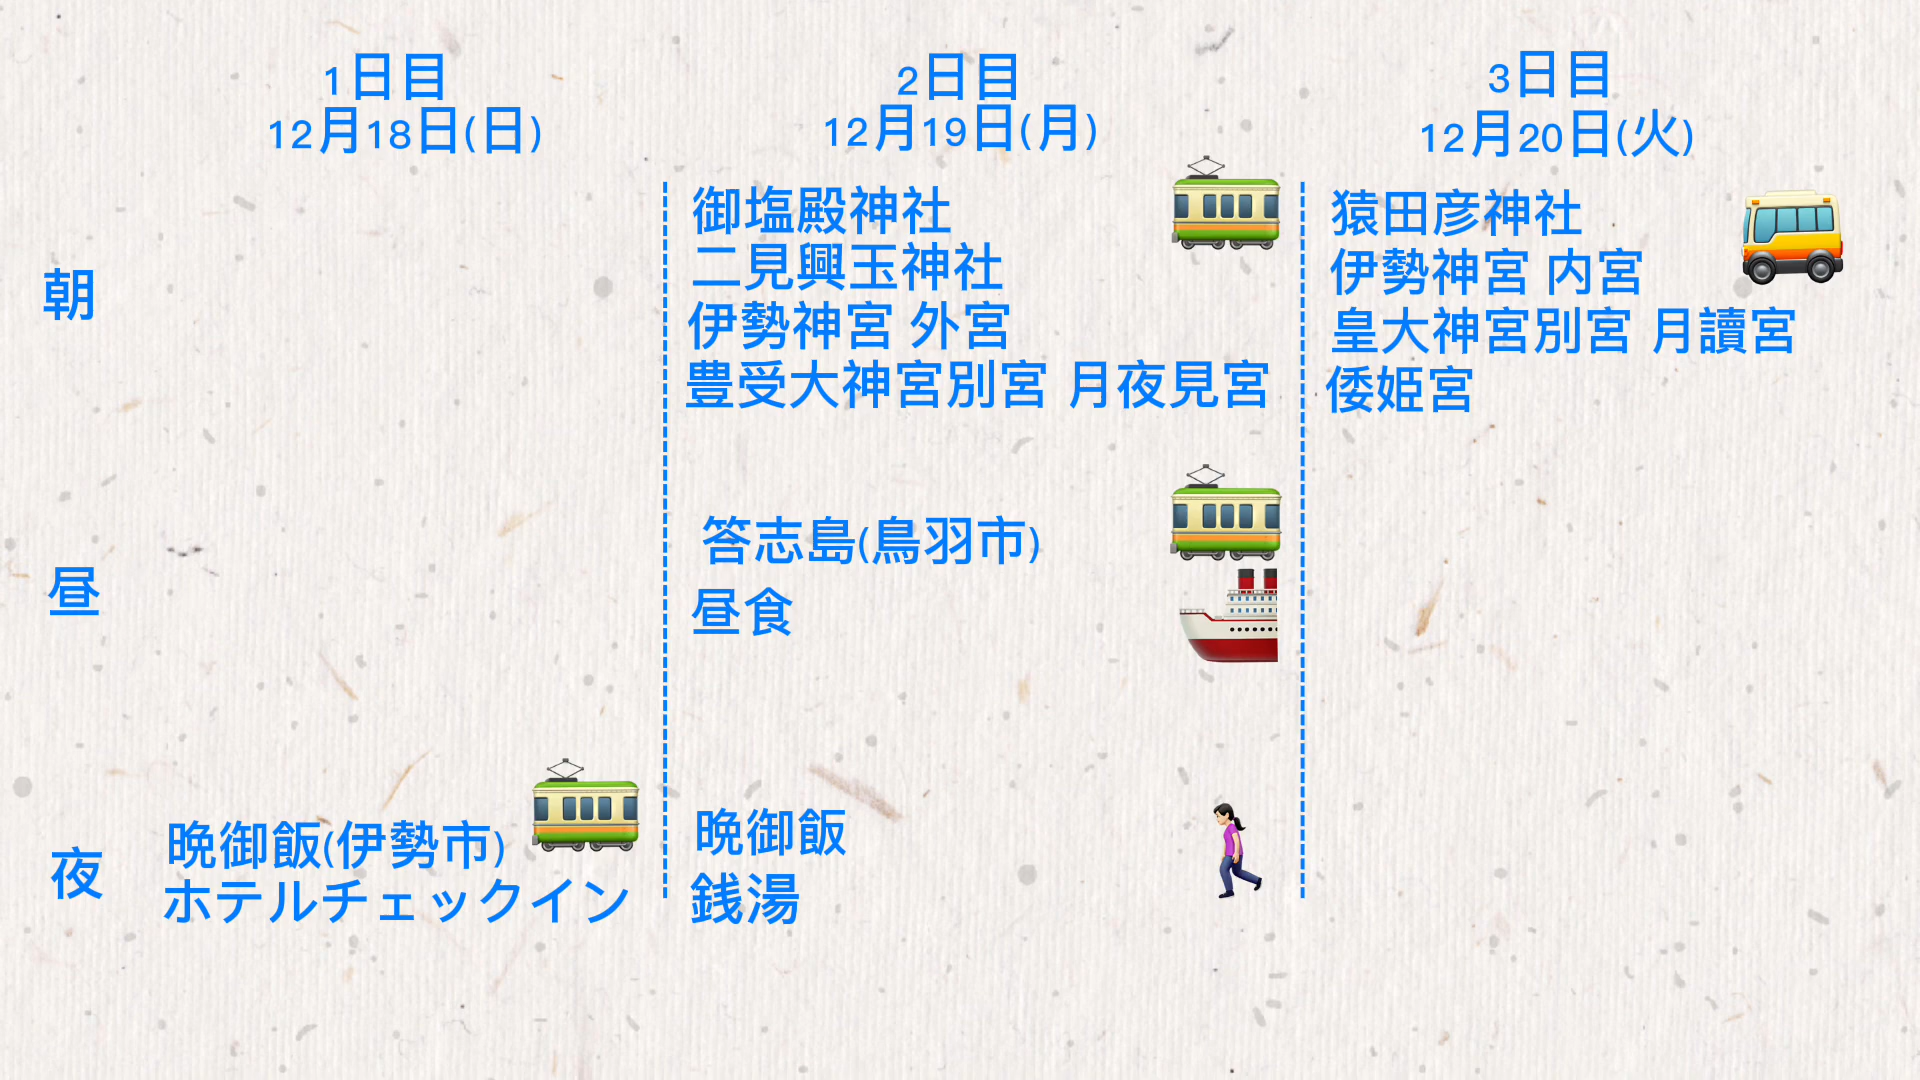 1日目
12月18日(日)
2日目
12月19日(月)
3日目
12月20日(火)
朝
御塩殿神社
二見興玉神社
伊勢神宮 外宮
豊受大神宮別宮 月夜見宮
猿田彦神社
伊勢神宮 内宮
皇大神宮別宮 月讀宮
倭姫宮
昼
答志島(鳥羽市)
昼食
夜
晩御飯(伊勢市)
ホテルチェックイン
晩御飯
銭湯